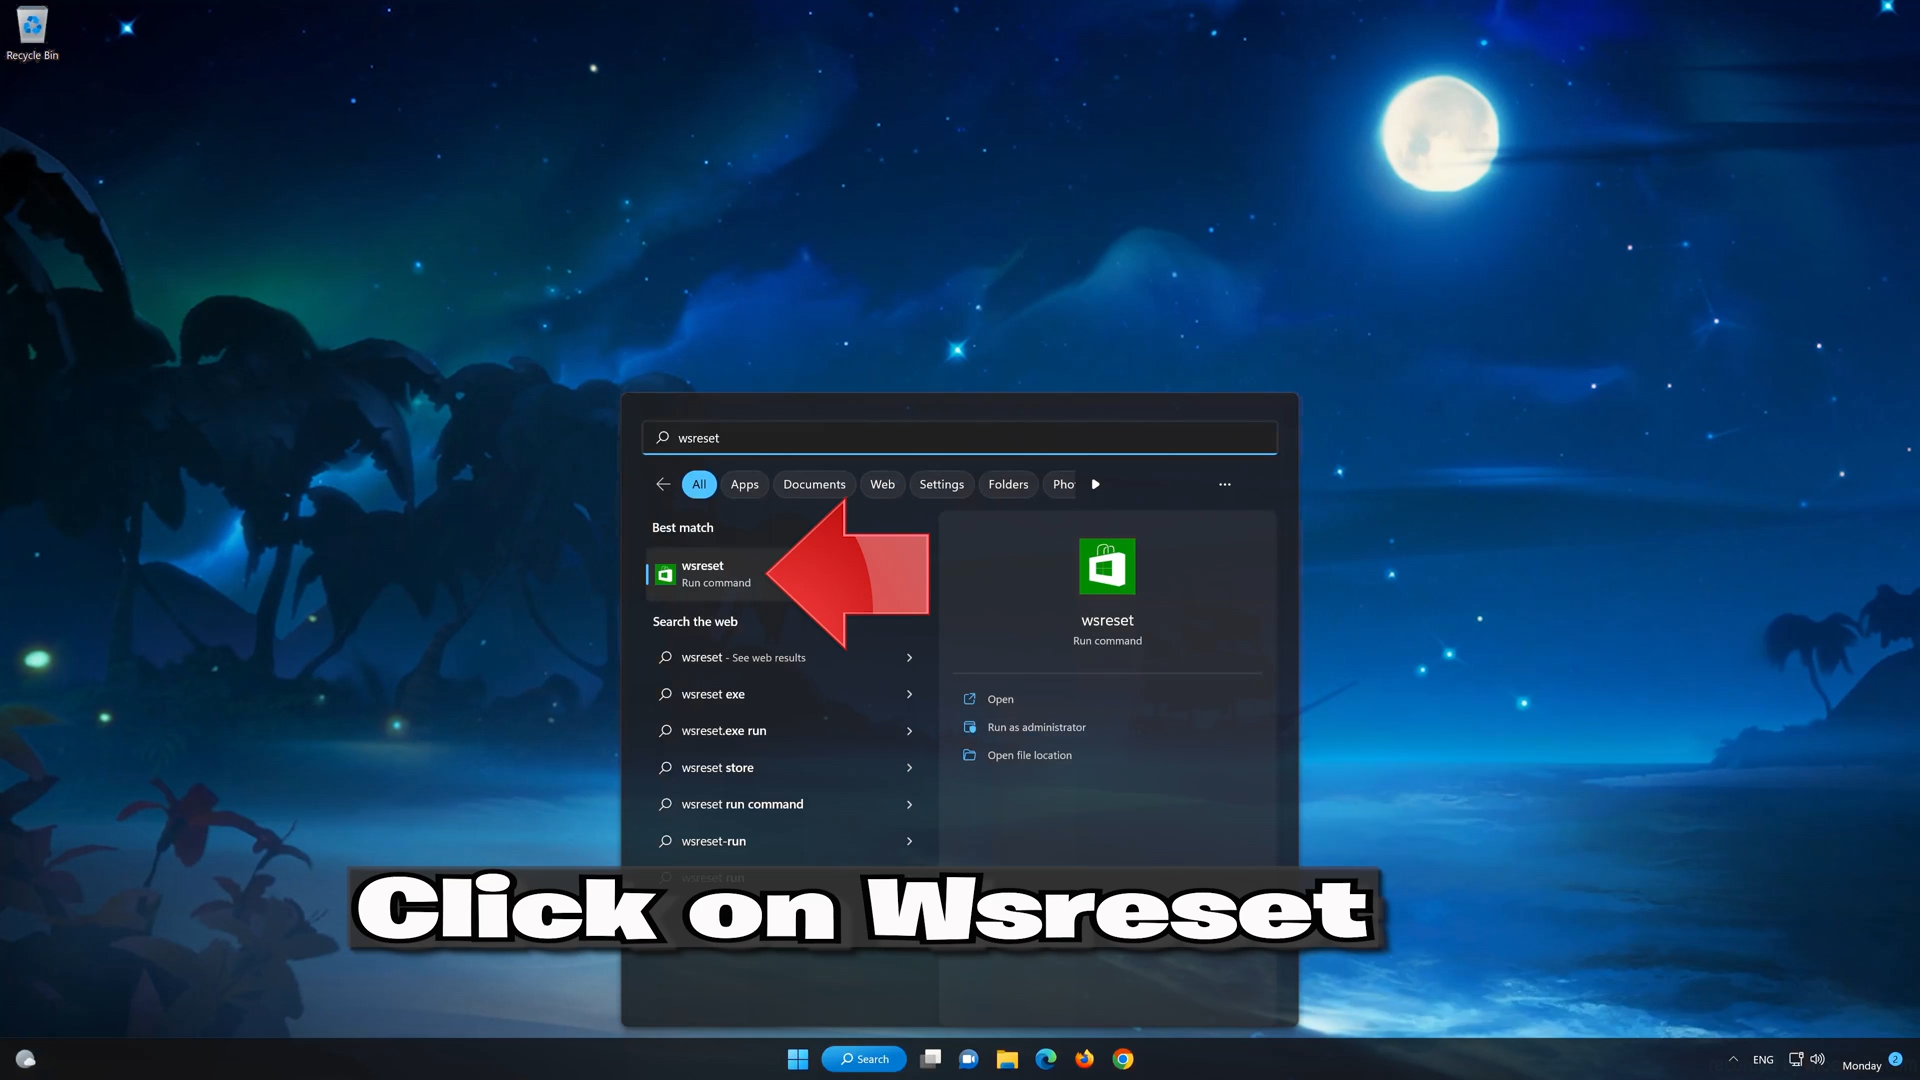 Recycle Bin
wsreset
All
Apps
Documents
Web
Settings
Folders
Pho
Best match
wsreset
Run command
Search the web
wsreset - See web results
wsreset exe
wsreset.exe run
wsreset store
wsreset run command
wsreset-run
wsreset run
wsreset
Run command
Open
Run as administrator
Open file location
Click on Wsreset
Search
ENG
Monday
2